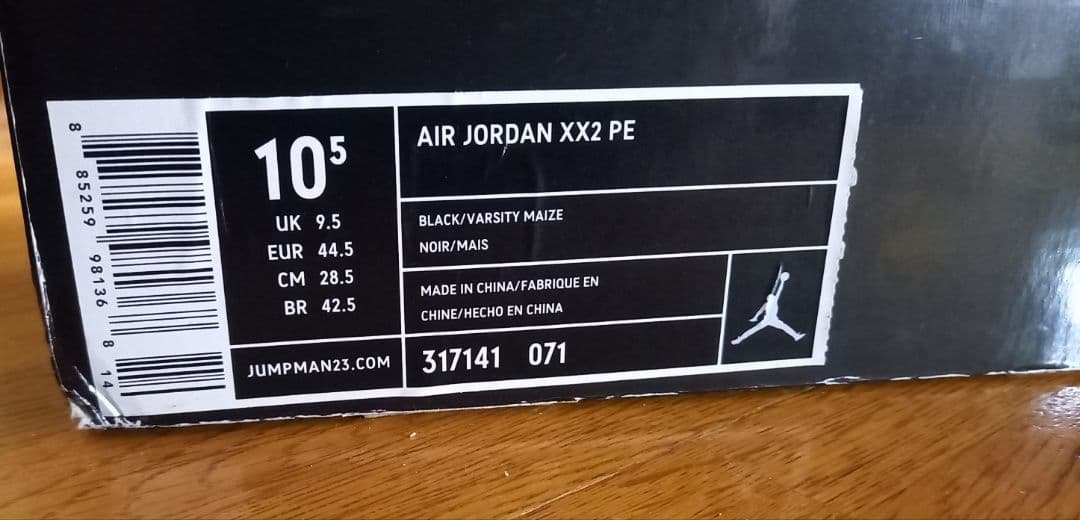 8 85259 98136 8 14
10⁵
UK 9.5
EUR 44.5
CM 28.5
BR 42.5
JUMPMAN23.COM
AIR JORDAN XX2 PE
BLACK/VARSITY MAIZE
NOIR/MAIS
MADE IN CHINA/FABRIQUE EN
CHINE/HECHO EN CHINA
317141 071